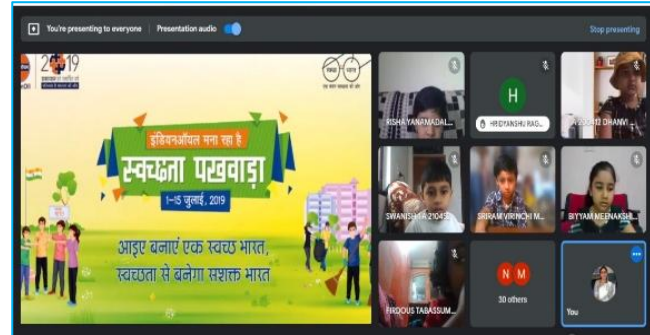 You're presenting to everyone
Presentation audio
Stop presenting
2019
इंडियनऑयल मना रहा है
स्वच्छता पखवाड़ा
1-15 जुलाई, 2019
आइए बनाएं एक स्वच्छ भारत,
स्वच्छता से बनेगा सशक्त भारत
RISHA YANAMADAL...
H
HRIDYANSHU RAG...
DHANVI
SWANISH
SRIRAM VIRINCHI M...
BIYYAM MEENAKSHI...
FIRDOUS TABASSUM...
N M
30 others
You